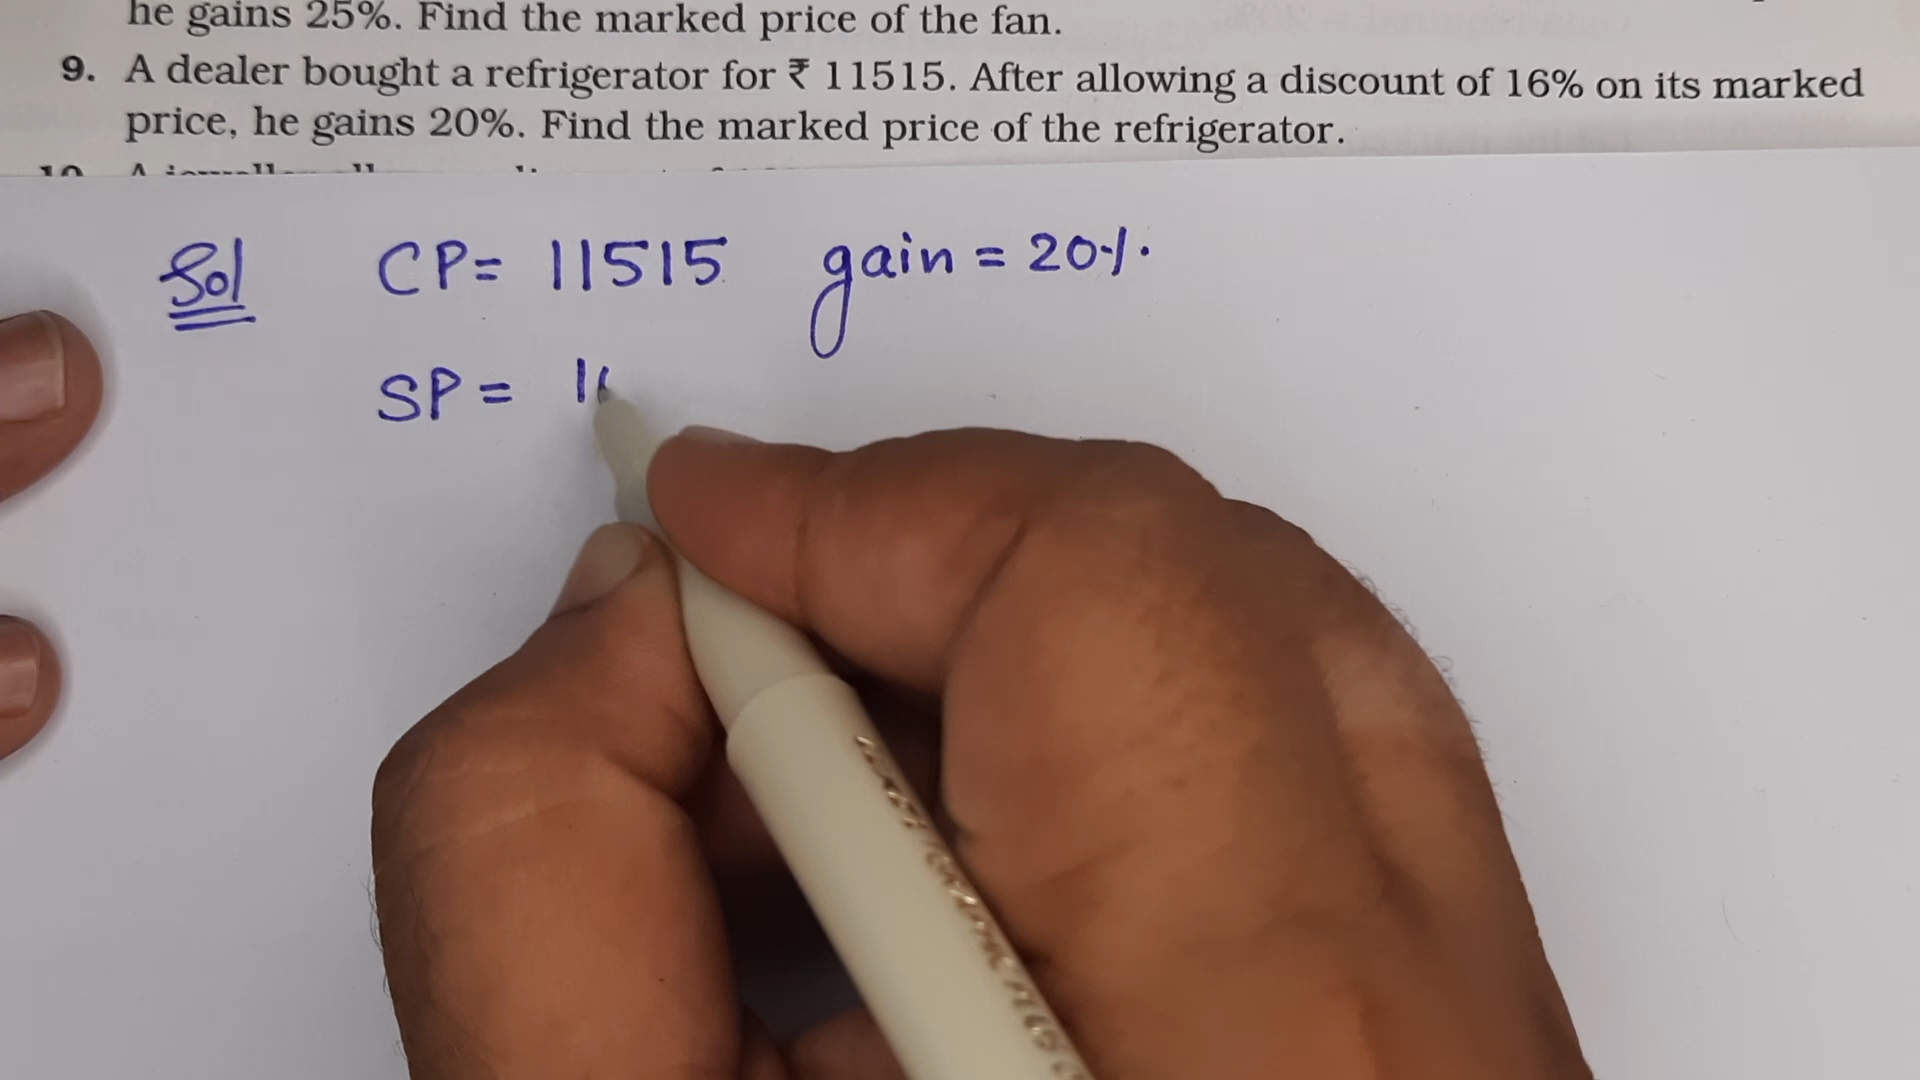 he gains 25%. Find the marked price of the fan.
9. A dealer bought a refrigerator for ₹ 11515. After allowing a discount of 16% on its marked
price, he gains 20%. Find the marked price of the refrigerator.
10
Sol CP= 11515 gain = 20%.
SP = 1